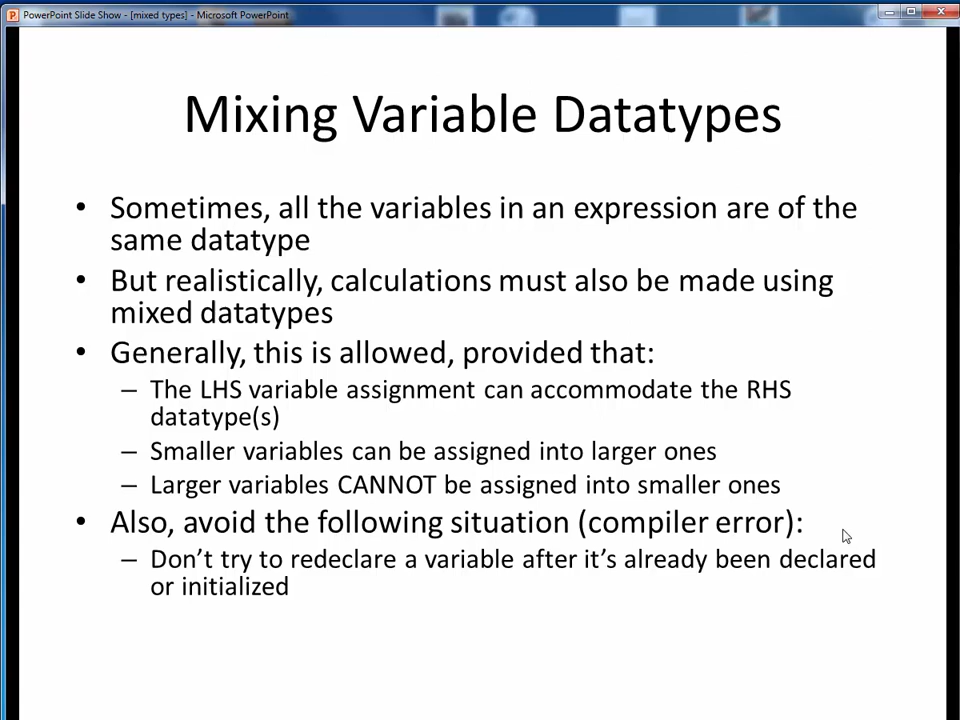 PowerPoint Slide Show - [mixed types] - Microsoft PowerPoint
Mixing Variable Datatypes
• Sometimes, all the variables in an expression are of the
same datatype
• But realistically, calculations must also be made using
mixed datatypes
• Generally, this is allowed, provided that:
– The LHS variable assignment can accommodate the RHS
datatype(s)
– Smaller variables can be assigned into larger ones
– Larger variables CANNOT be assigned into smaller ones
• Also, avoid the following situation (compiler error):
– Don’t try to redeclare a variable after it’s already been declared
or initialized